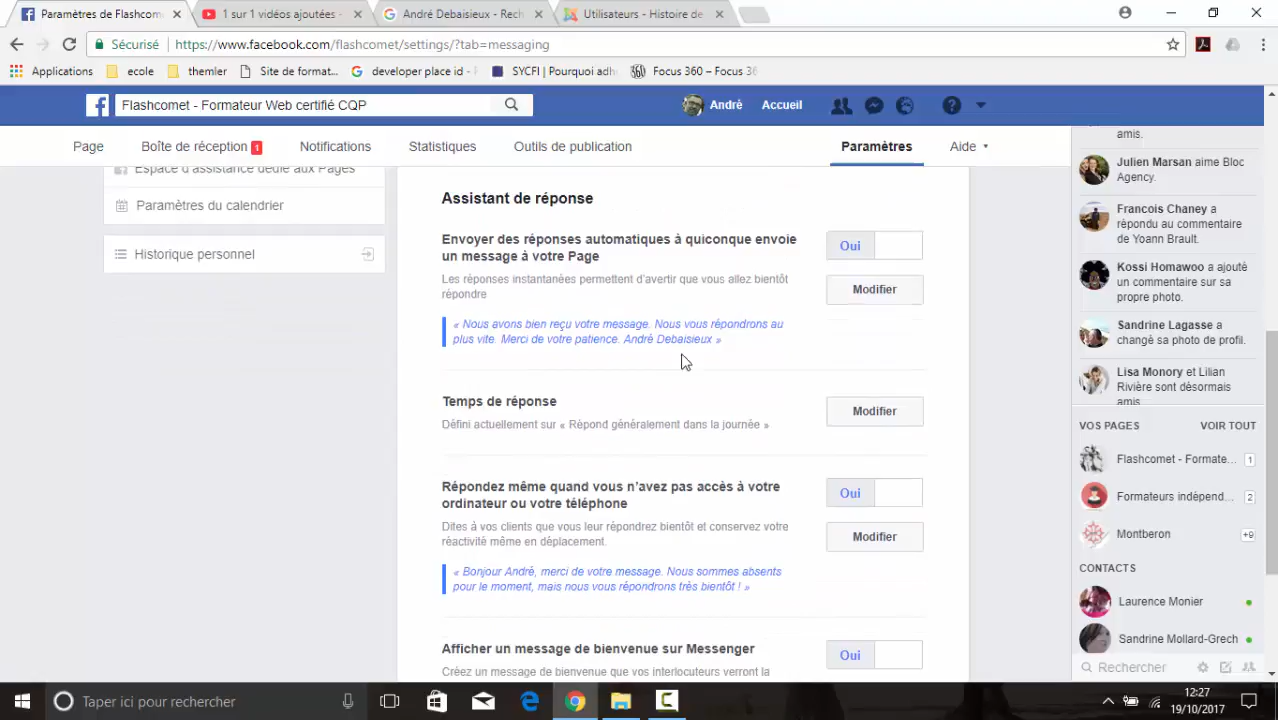 Paramètres de Flashcome
1 sur 1 vidéos ajoutées -
André Debaisieux - Rech
Utilisateurs - Histoire de
Sécurisé
https://www.facebook.com/flashcomet/settings/?tab=messaging
Applications
ecole
themler
Site de format...
developer place id -
SYCFI | Pourquoi adh
Focus 360 – Focus 36
Flashcomet - Formateur Web certifié CQP
André
Accueil
Page
Boîte de réception 1
Notifications
Statistiques
Outils de publication
Paramètres
Aide
Espace d'assistance dédié aux Pages
Paramètres du calendrier
Historique personnel
Assistant de réponse
Envoyer des réponses automatiques à quiconque envoie
un message à votre Page
Oui
Les réponses instantanées permettent d'avertir que vous allez bientôt
répondre
Modifier
« Nous avons bien reçu votre message. Nous vous répondrons au
plus vite. Merci de votre patience. André Debaisieux »
Temps de réponse
Défini actuellement sur « Répond généralement dans la journée »
Modifier
Répondez même quand vous n'avez pas accès à votre
ordinateur ou votre téléphone
Oui
Dites à vos clients que vous leur répondrez bientôt et conservez votre
réactivité même en déplacement.
Modifier
« Bonjour André, merci de votre message. Nous sommes absents
pour le moment, mais nous vous répondrons très bientôt ! »
Afficher un message de bienvenue sur Messenger
Oui
Créez un message de bienvenue que vos interlocuteurs verront la
amis.
Julien Marsan aime Bloc
Agency.
Francois Chaney a
répondu au commentaire
de Yoann Brault.
Kossi Homawoo a ajouté
un commentaire sur sa
propre photo.
Sandrine Lagasse a
changé sa photo de profil.
Lisa Monory et Lilian
Rivière sont désormais
amis.
VOS PAGES
VOIR TOUT
Flashcomet - Formate...
1
Formateurs indépend...
2
Montberon
+9
CONTACTS
Laurence Monier
Sandrine Mollard-Grech
Rechercher
Taper ici pour rechercher
12:27
19/10/2017